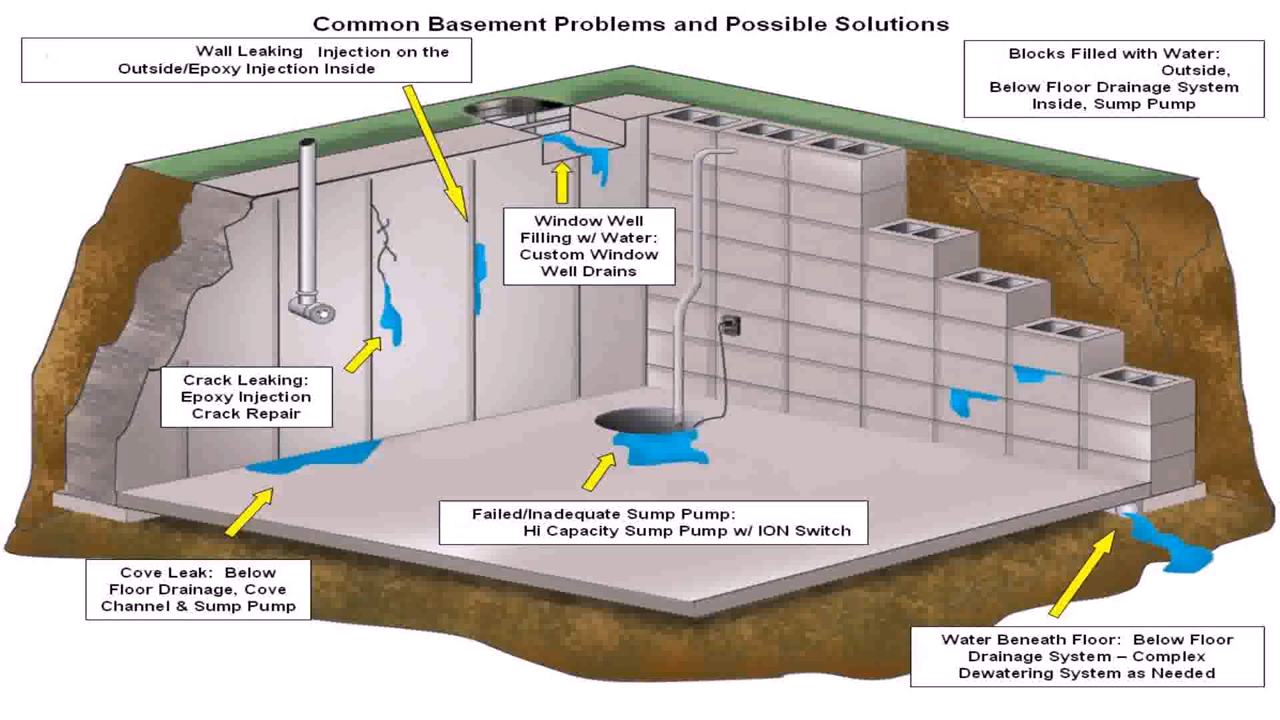 Common Basement Problems and Possible Solutions
Wall Leaking Injection on the
Outside/Epoxy Injection Inside
Blocks Filled with Water:
Outside,
Below Floor Drainage System
Inside, Sump Pump
Window Well
Filling w/ Water:
Custom Window
Well Drains
Crack Leaking:
Epoxy Injection
Crack Repair
Failed/Inadequate Sump Pump:
Hi Capacity Sump Pump w/ ION Switch
Cove Leak: Below
Floor Drainage, Cove
Channel & Sump Pump
Water Beneath Floor: Below Floor
Drainage System – Complex
Dewatering System as Needed